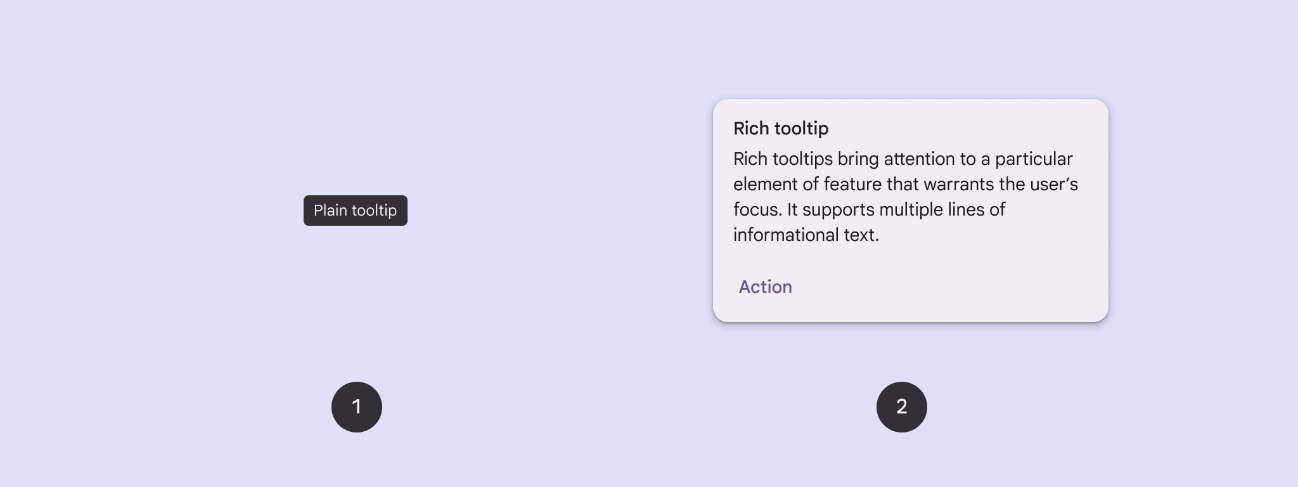 Plain tooltip
Rich tooltip
Rich tooltips bring attention to a particular
element of feature that warrants the user’s
focus. It supports multiple lines of
informational text.
Action
1
2